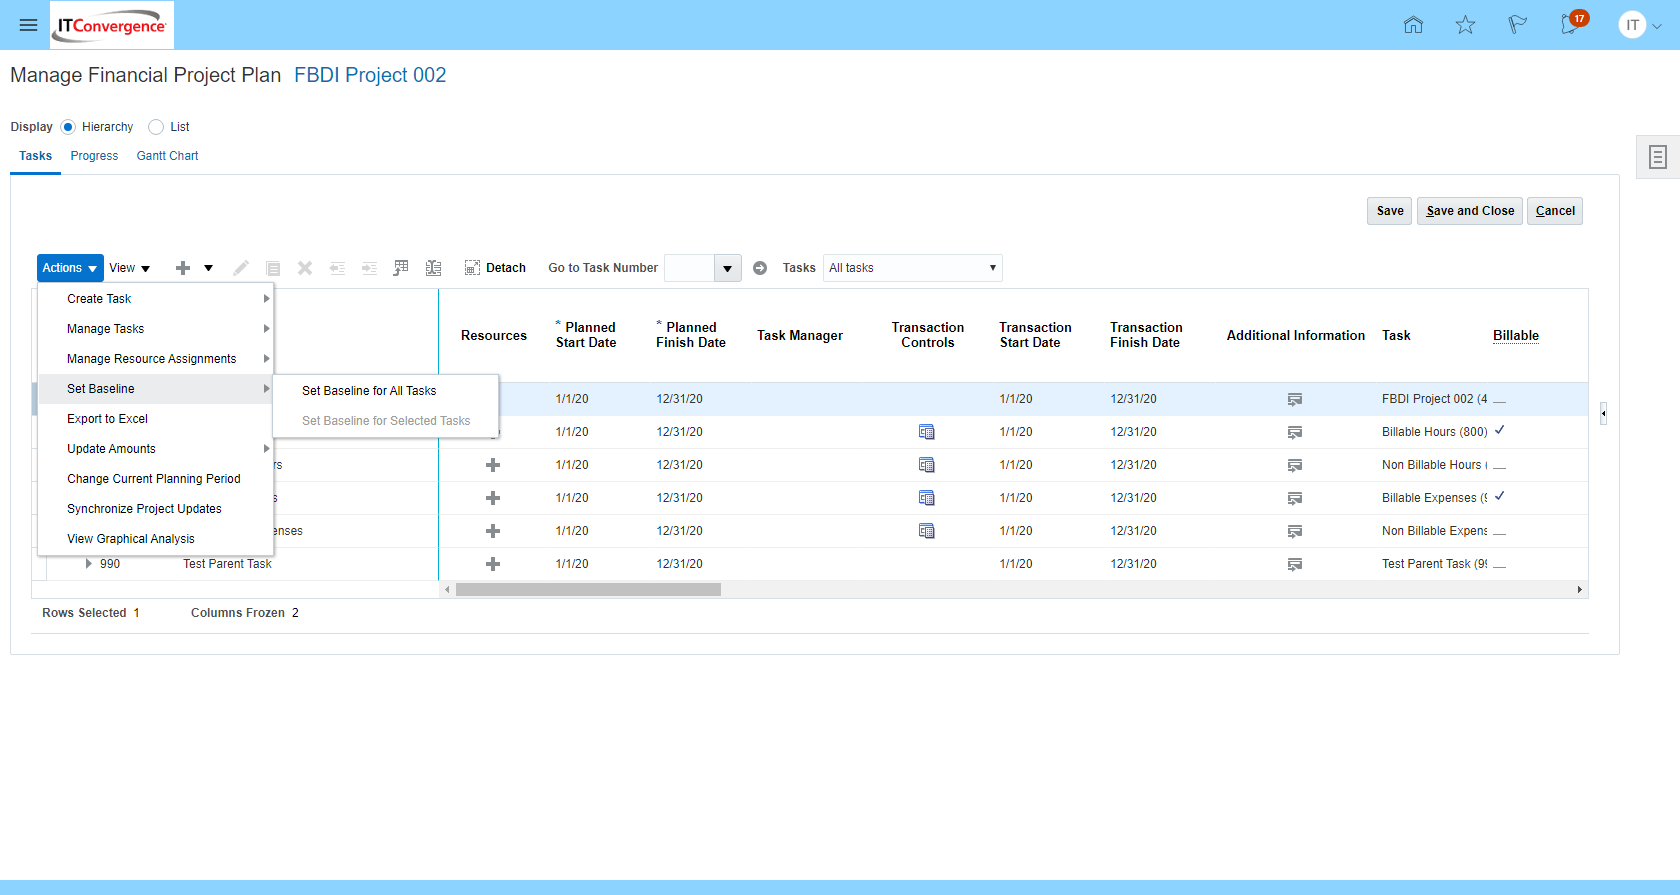 ITConvergence
17
IT
Manage Financial Project Plan FBDI Project 002
Display Hierarchy List
Tasks Progress Gantt Chart
Save Save and Close Cancel
Actions View Detach Go to Task Number Tasks All tasks
Create Task
Manage Tasks
Manage Resource Assignments
Set Baseline
Export to Excel
Update Amounts
Change Current Planning Period
Synchronize Project Updates
View Graphical Analysis
Set Baseline for All Tasks
Set Baseline for Selected Tasks
Resources * Planned Start Date * Planned Finish Date Task Manager Transaction Controls Transaction Start Date Transaction Finish Date Additional Information Task Billable
1/1/20 12/31/20 1/1/20 12/31/20 FBDI Project 002 (4
1/1/20 12/31/20 1/1/20 12/31/20 Billable Hours (800)
rs 1/1/20 12/31/20 1/1/20 12/31/20 Non Billable Hours (
s 1/1/20 12/31/20 1/1/20 12/31/20 Billable Expenses (9
enses 1/1/20 12/31/20 1/1/20 12/31/20 Non Billable Expens
990 Test Parent Task 1/1/20 12/31/20 1/1/20 12/31/20 Test Parent Task (99
Rows Selected 1 Columns Frozen 2